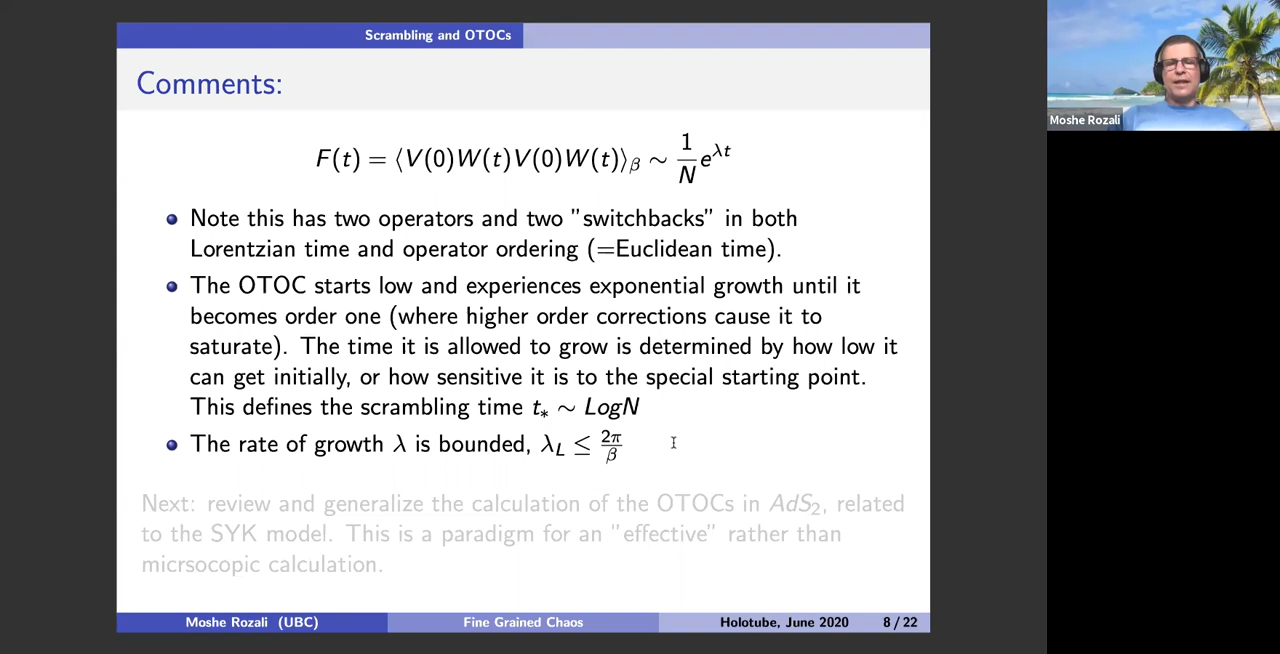 Scrambling and OTOCs
Comments:
F(t) = ⟨V(0)W(t)V(0)W(t)⟩_β ∼ \frac{1}{N} e^{λt}
Note this has two operators and two "switchbacks" in both
Lorentzian time and operator ordering (=Euclidean time).
The OTOC starts low and experiences exponential growth until it
becomes order one (where higher order corrections cause it to
saturate). The time it is allowed to grow is determined by how low it
can get initially, or how sensitive it is to the special starting point.
This defines the scrambling time t_* ∼ LogN
The rate of growth λ is bounded, λ_L ≤ \frac{2π}{β}
Next: review and generalize the calculation of the OTOCs in AdS_2, related
to the SYK model. This is a paradigm for an "effective" rather than
micrsocopic calculation.
Moshe Rozali (UBC)
Fine Grained Chaos
Holotube, June 2020
8 / 22
Moshe Rozali